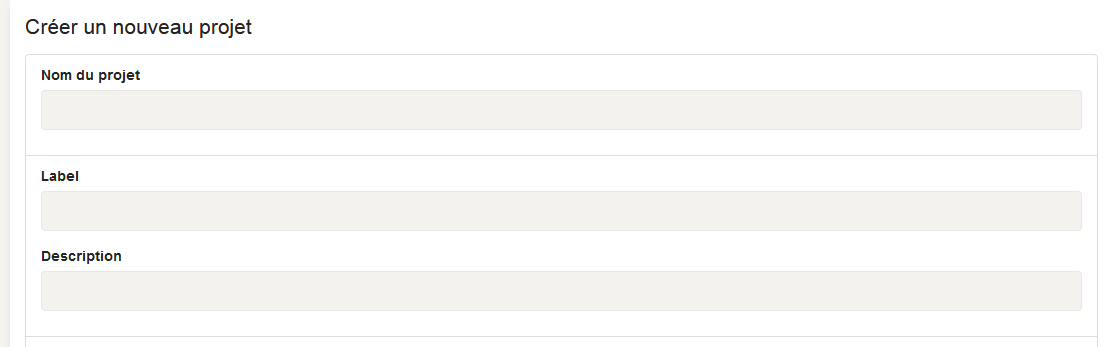 Créer un nouveau projet
Nom du projet
Label
Description